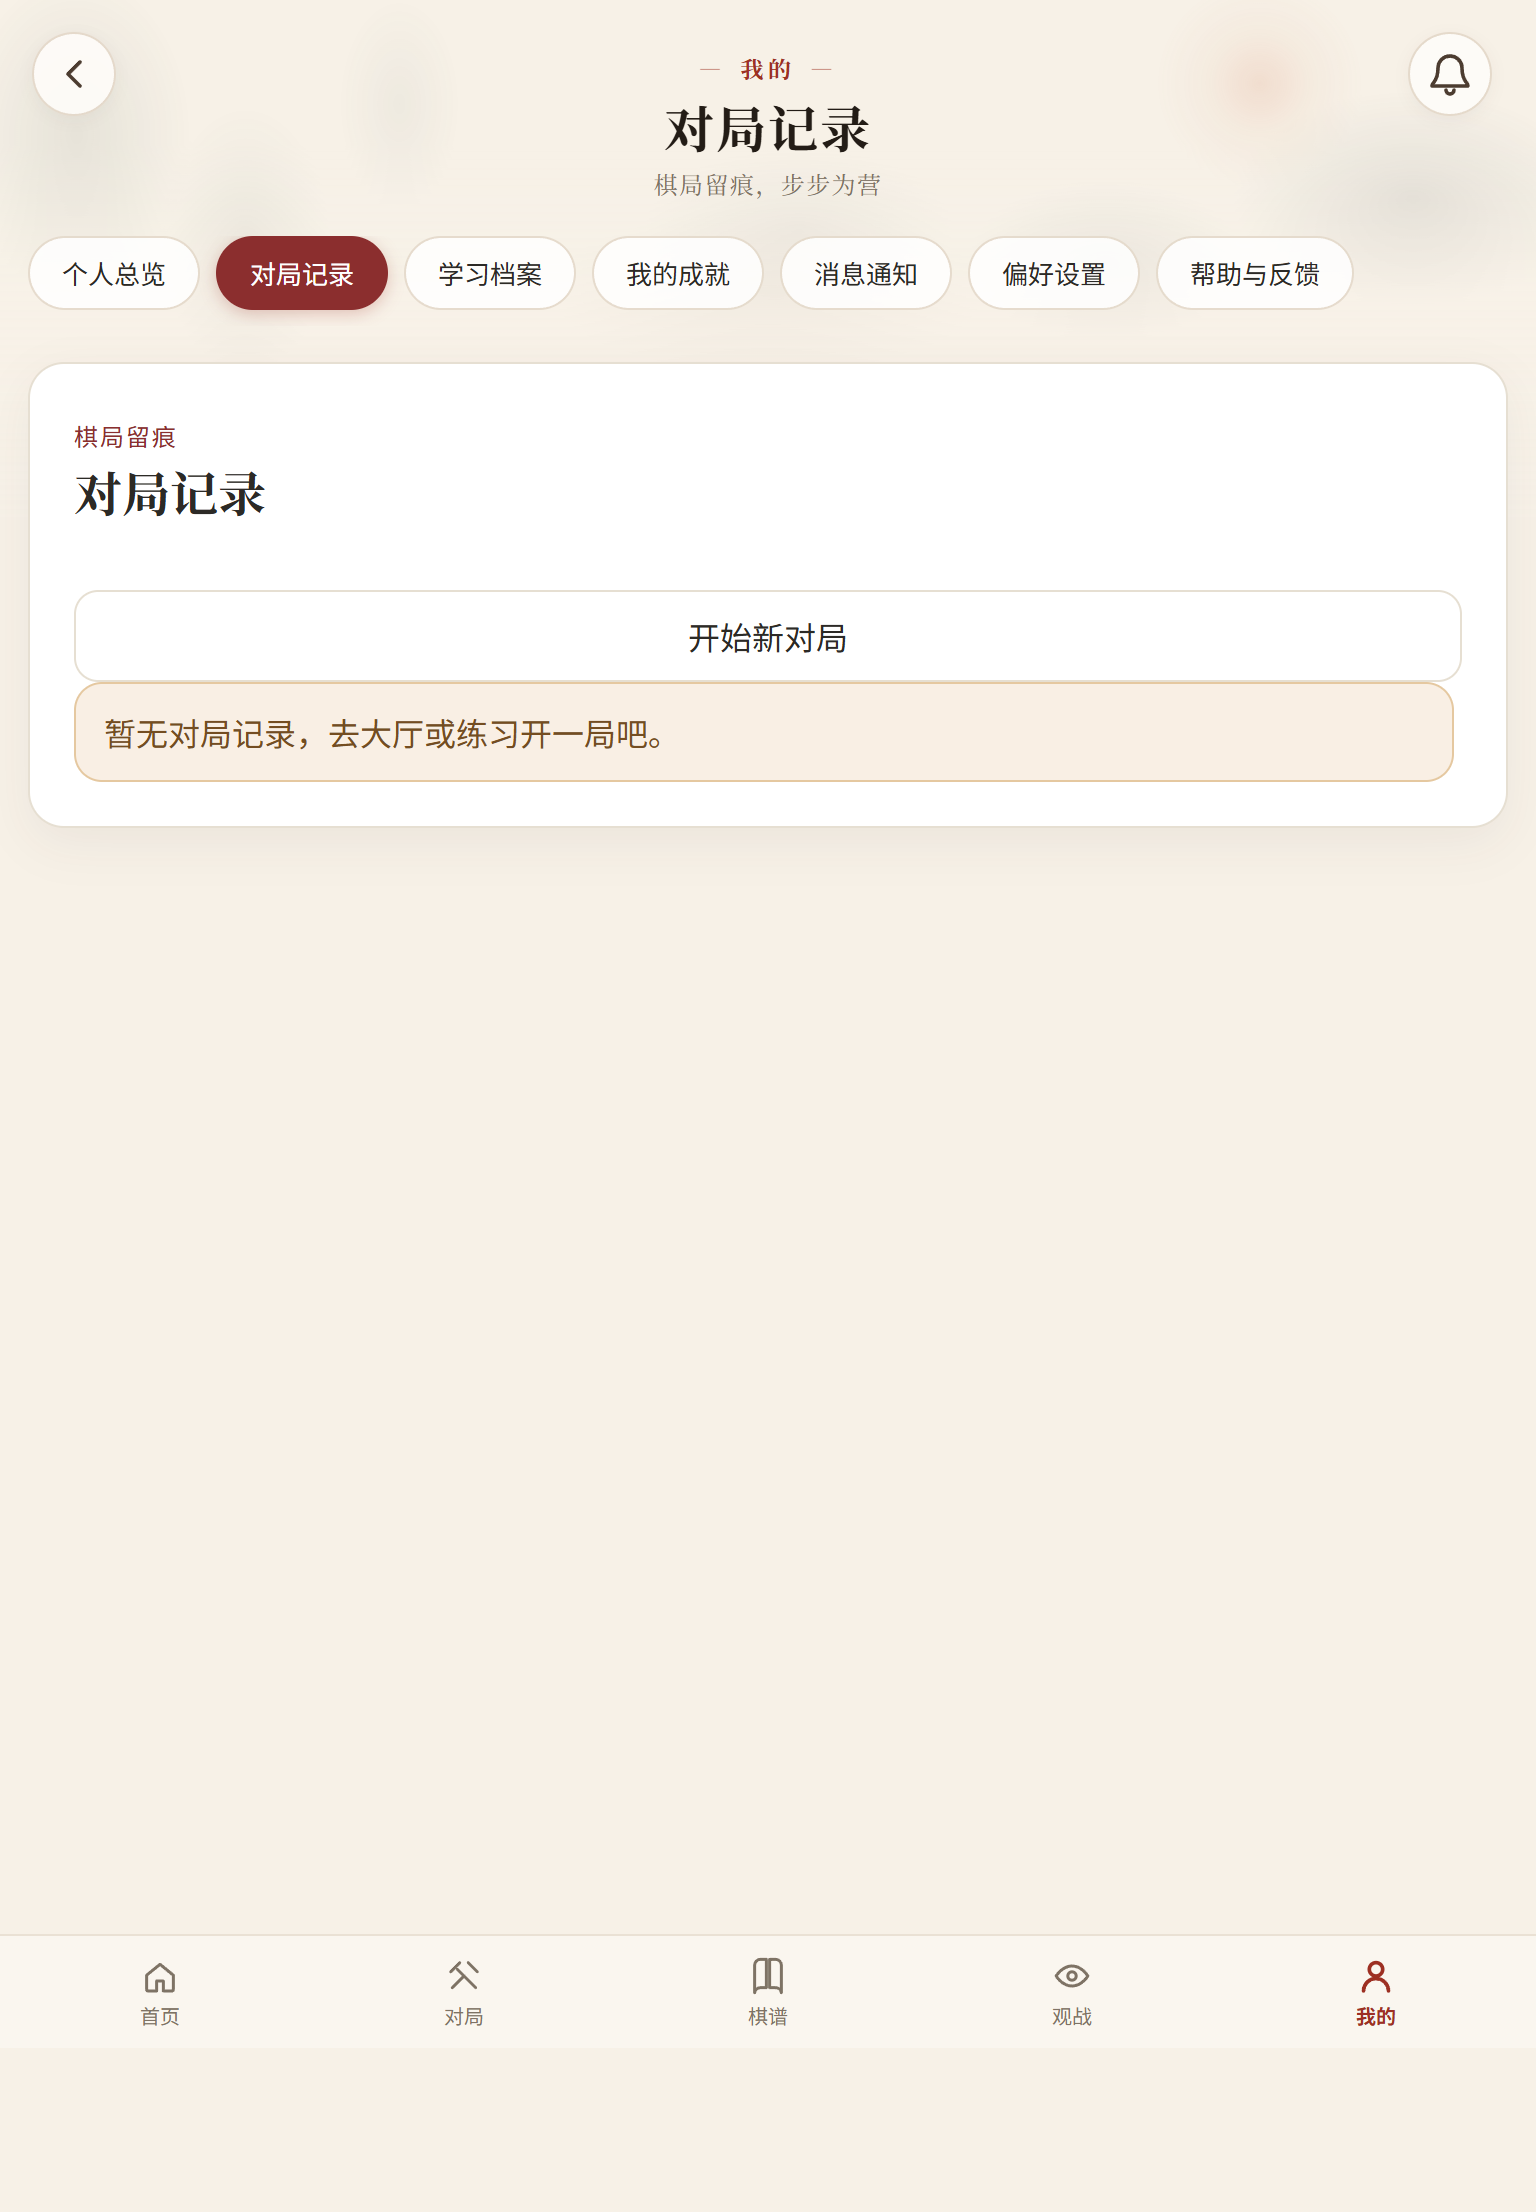 — 我的 —
对局记录
棋局留痕，步步为营
个人总览 对局记录 学习档案 我的成就 消息通知 偏好设置 帮助与反馈
棋局留痕
对局记录
开始新对局
暂无对局记录，去大厅或练习开一局吧。
首页 对局 棋谱 观战 我的